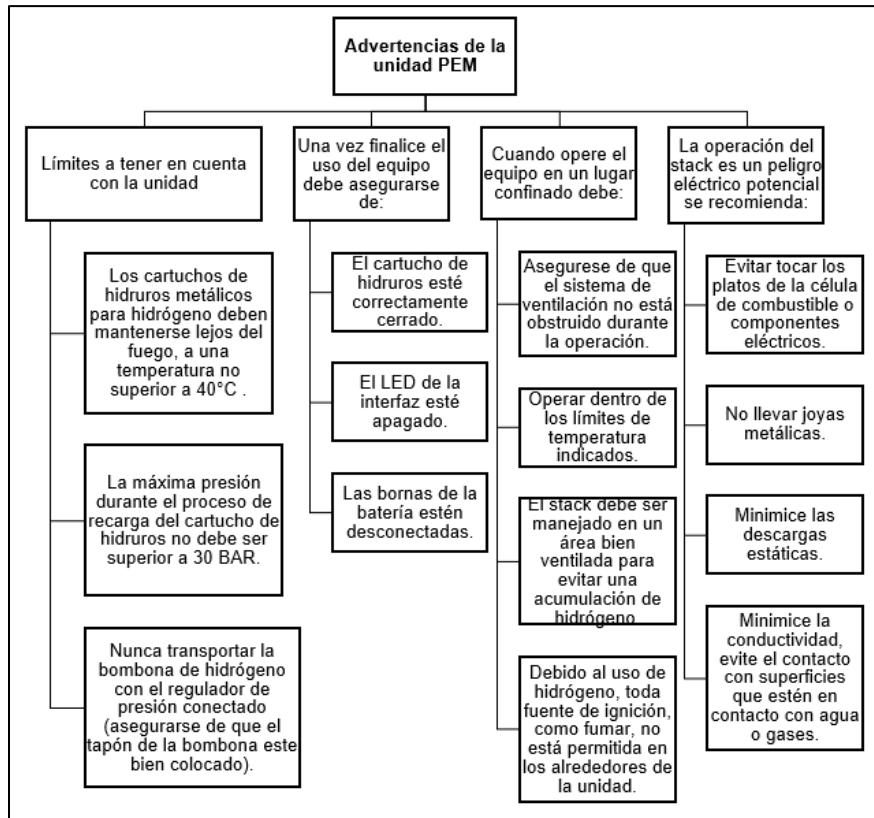 Advertencias de la
unidad PEM
Límites a tener en cuenta
con la unidad
Los cartuchos de
hidruros metálicos
para hidrógeno deben
mantenerse lejos del
fuego, a una
temperatura no
superior a 40°C .
La máxima presión
durante el proceso de
recarga del cartucho de
hidruros no debe ser
superior a 30 BAR.
Nunca transportar la
bombona de hidrógeno
con el regulador de
presión conectado
(asegurarse de que el
tapón de la bombona este
bien colocado).
Una vez finalice el
uso del equipo
debe asegurarse
de:
El cartucho de
hidruros esté
correctamente
cerrado.
El LED de la
interfaz esté
apagado.
Las bornas de la
batería estén
desconectadas.
Cuando opere el
equipo en un lugar
confinado debe:
Asegurese de que
el sistema de
ventilación no está
obstruido durante
la operación.
Operar dentro de
los límites de
temperatura
indicados.
El stack debe ser
manejado en un
área bien
ventilada para
evitar una
acumulación de
hidrógeno
Debido al uso de
hidrógeno, toda
fuente de ignición,
como fumar, no
está permitida en
los alrededores de
la unidad.
La operación del
stack es un peligro
eléctrico potencial
se recomienda:
Evitar tocar los
platos de la célula
de combustible o
componentes
eléctricos.
No llevar joyas
metálicas.
Minimice las
descargas
estáticas.
Minimice la
conductividad,
evite el contacto
con superficies
que estén en
contacto con agua
o gases.